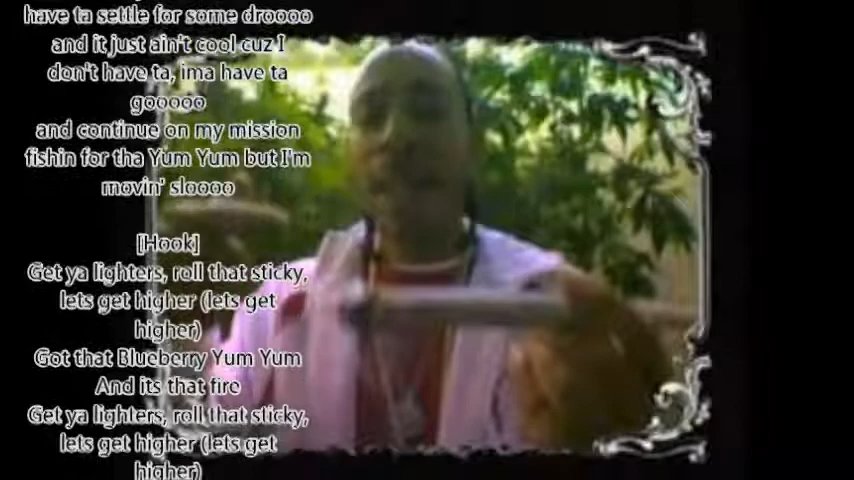 have ta settle for some droooo
and it just ain't cool cuz I
don't have ta, ima have ta
gooooo
and continue on my mission
fishin for tha Yum Yum but I'm
movin' sloooo
[Hook]
Get ya lighters, roll that sticky,
lets get higher (lets get
higher)
Got that Blueberry Yum Yum
And its that fire
Get ya lighters, roll that sticky,
lets get higher (lets get
higher)